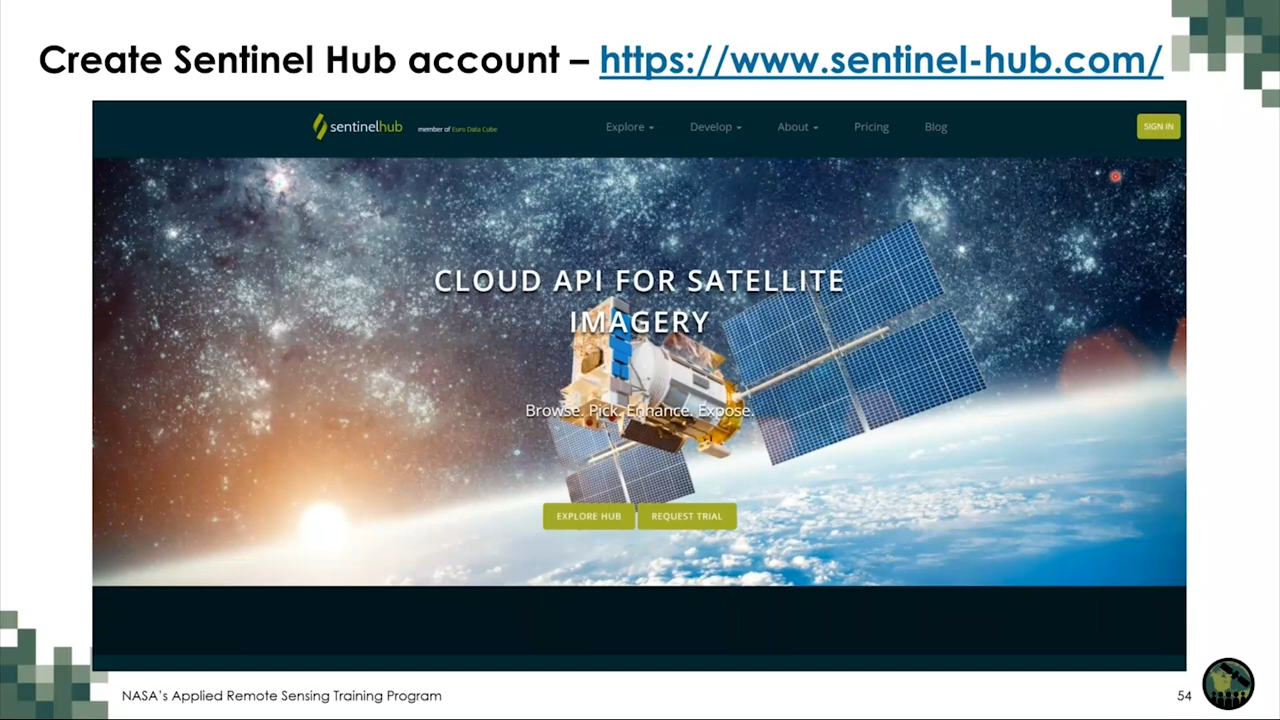 Create Sentinel Hub account – https://www.sentinel-hub.com/
sentinelhub member of Euro Data Cube Explore Develop About Pricing Blog SIGN IN
CLOUD API FOR SATELLITE
IMAGERY
Browse. Pick. Enhance. Expose.
EXPLORE HUB REQUEST TRIAL
NASA's Applied Remote Sensing Training Program 54